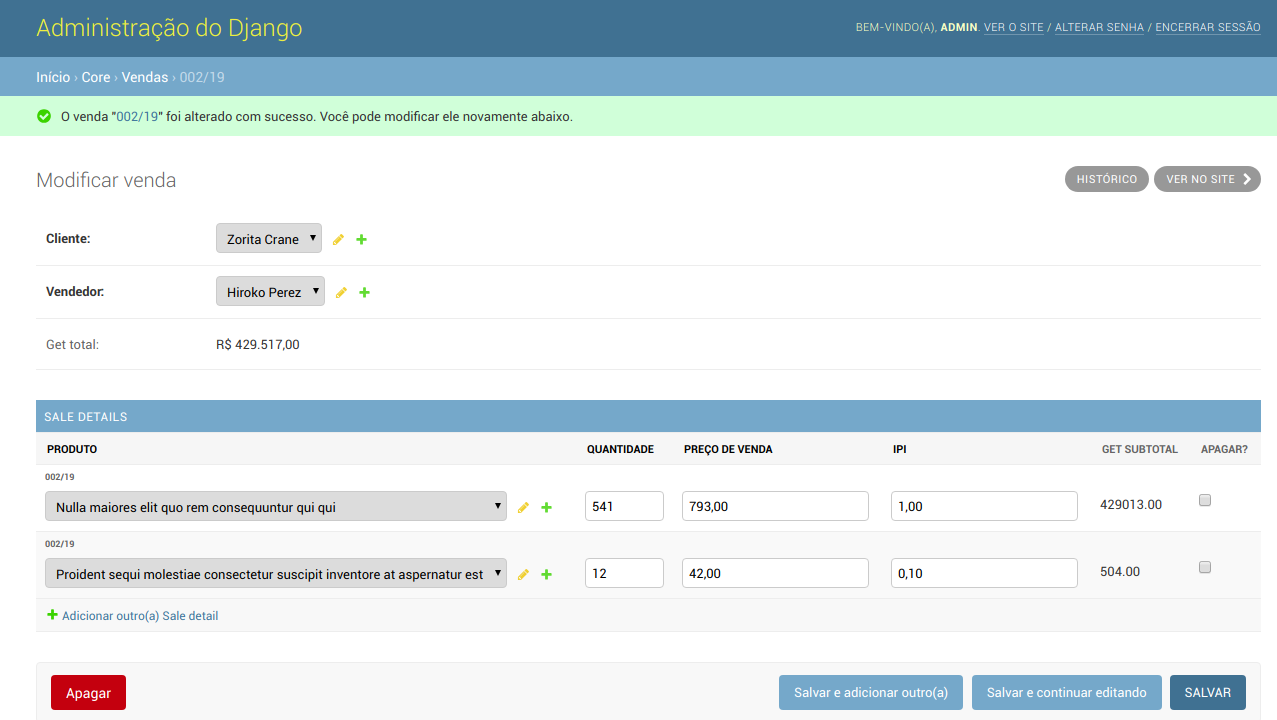 Administração do Django
BEM-VINDO(A), ADMIN. VER O SITE / ALTERAR SENHA / ENCERRAR SESSÃO
Início › Core › Vendas › 002/19
O venda "002/19" foi alterado com sucesso. Você pode modificar ele novamente abaixo.
Modificar venda
HISTÓRICO
VER NO SITE
Cliente:
Zorita Crane
Vendedor:
Hiroko Perez
Get total:
R$ 429.517,00
SALE DETAILS
PRODUTO QUANTIDADE PREÇO DE VENDA IPI GET SUBTOTAL APAGAR?
002/19
Nulla maiores elit quo rem consequuntur qui qui 541 793,00 1,00 429013.00
002/19
Proident sequi molestiae consectetur suscipit inventore at aspernatur est 12 42,00 0,10 504.00
Adicionar outro(a) Sale detail
Apagar
Salvar e adicionar outro(a)
Salvar e continuar editando
SALVAR